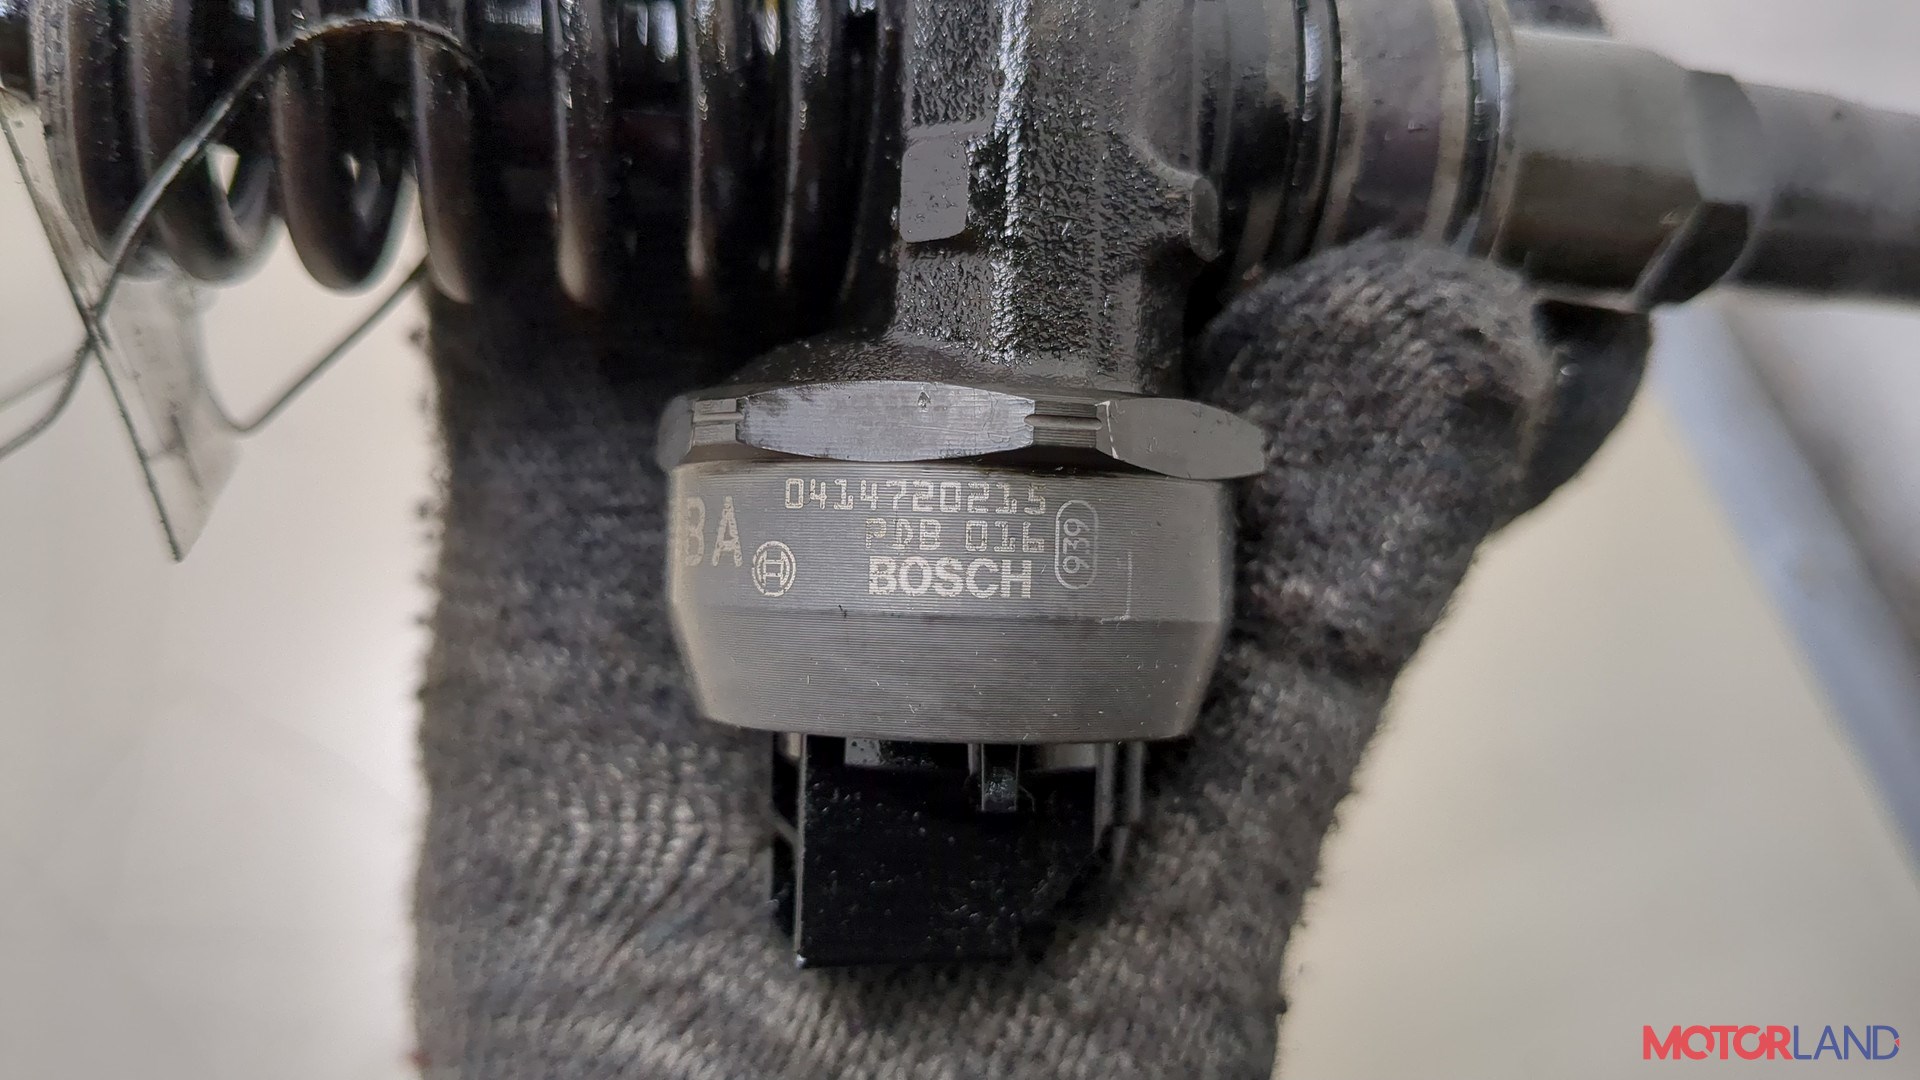 0414720215
PDB 016
939
BA
BOSCH
MOTORLAND